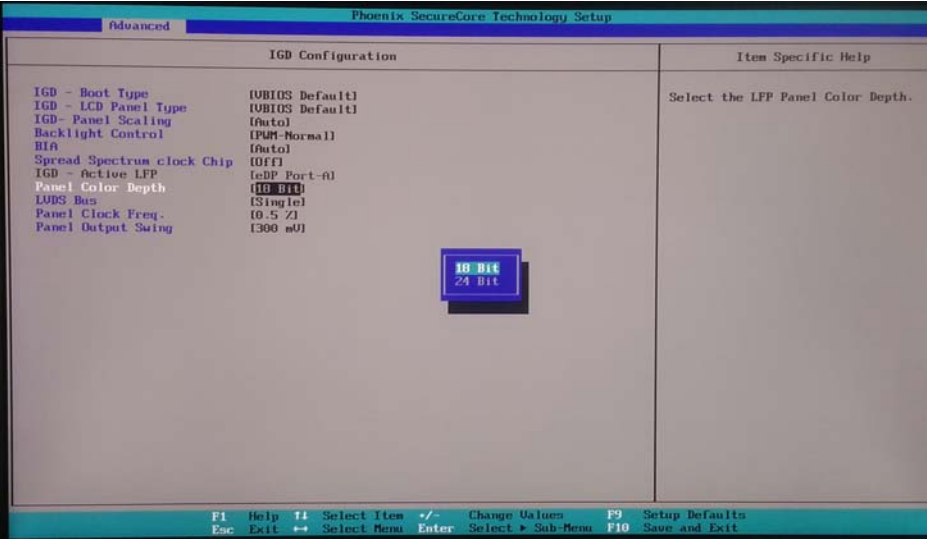 Phoenix SecureCore Technology Setup
Advanced
IGD Configuration
Item Specific Help
IGD - Boot Type [VBIOS Default]
IGD - LCD Panel Type [VBIOS Default]
IGD- Panel Scaling [Auto]
Backlight Control [PWM-Normal]
BIA [Auto]
Spread Spectrum clock Chip [Off]
IGD - Active LFP [eDP Port-A]
Panel Color Depth [18 Bit]
LVDS Bus [Single]
Panel Clock Freq. [0.5 %]
Panel Output Swing [300 mV]
Select the LFP Panel Color Depth.
18 Bit
24 Bit
F1 Help ↑↓ Select Item +/- Change Values F9 Setup Defaults
Esc Exit ↔ Select Menu Enter Select ▶ Sub-Menu F10 Save and Exit